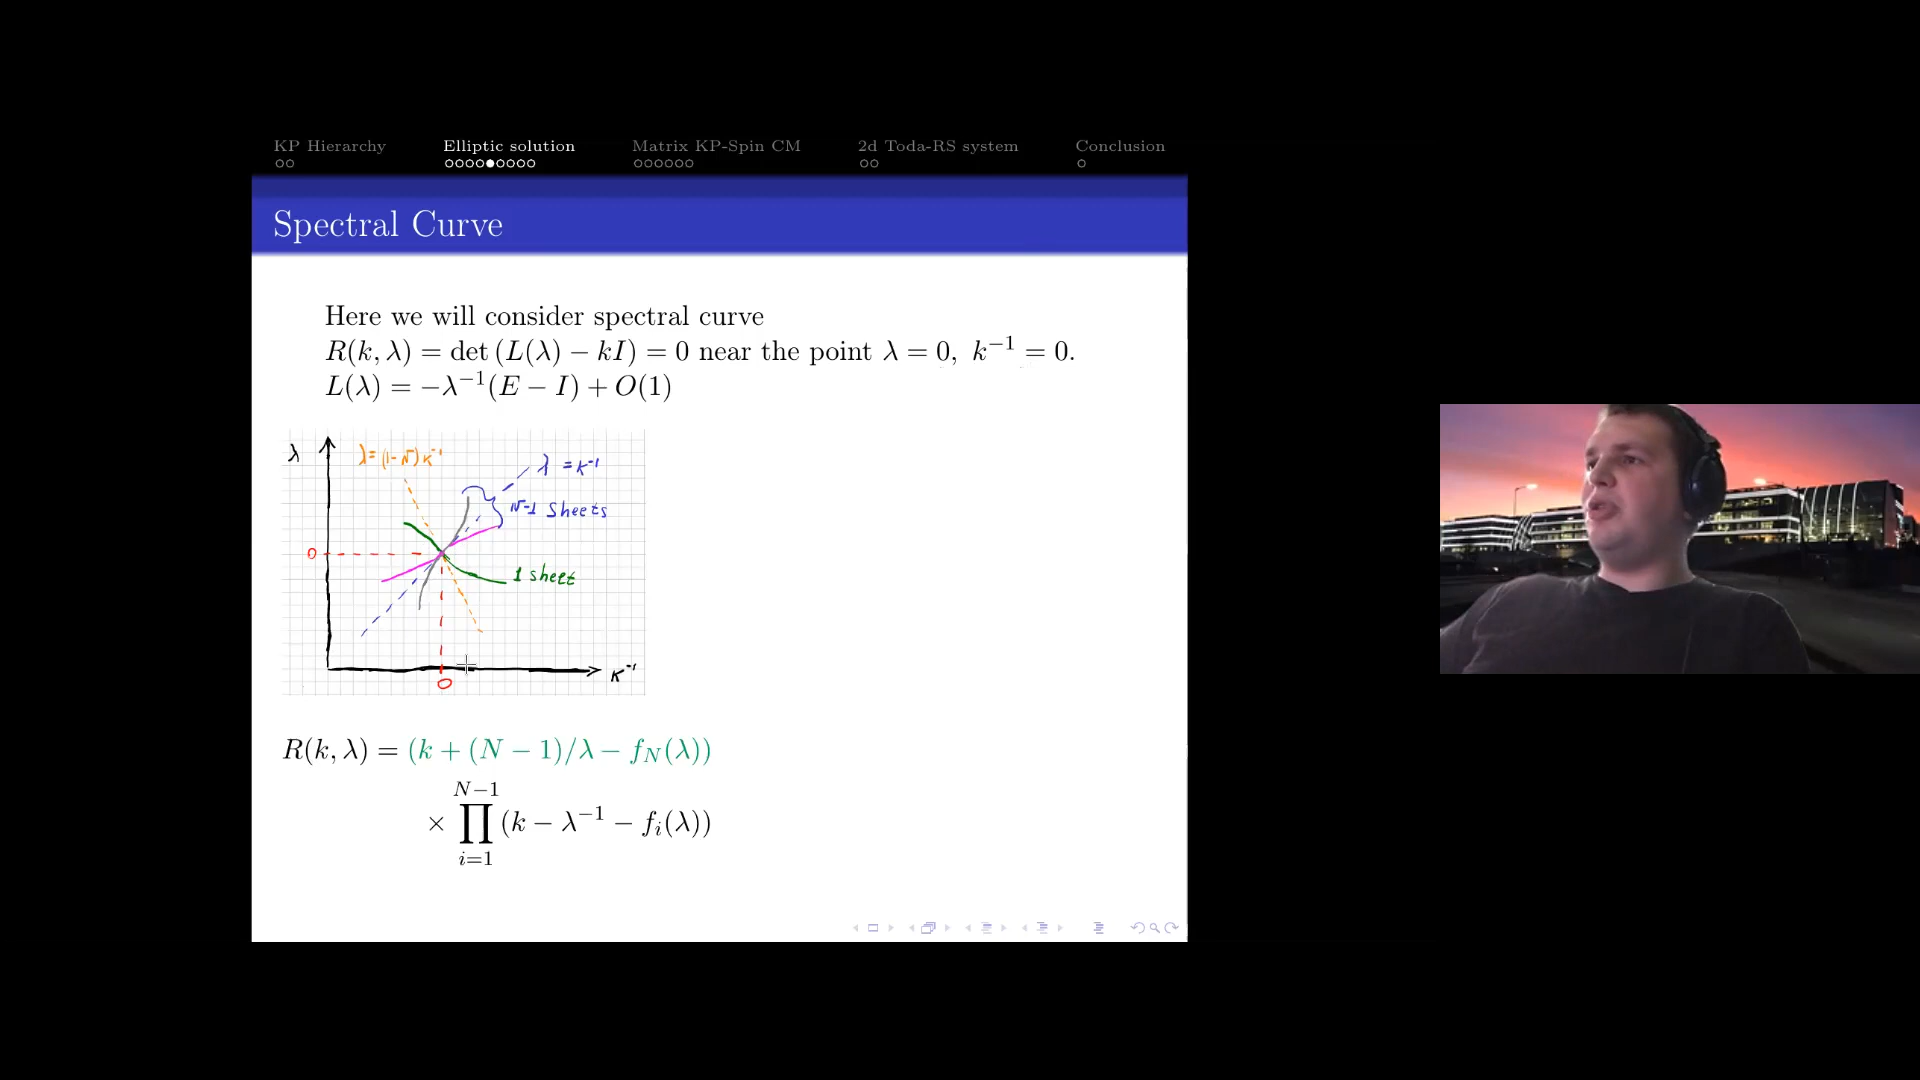 KP Hierarchy Elliptic solution Matrix KP-Spin CM 2d Toda-RS system Conclusion
Spectral Curve
Here we will consider spectral curve
R(k, λ) = det (L(λ) − kI) = 0 near the point λ = 0, k⁻¹ = 0.
L(λ) = −λ⁻¹(E − I) + O(1)
λ
λ=(1-N)k⁻¹
λ = k⁻¹
N-1 Sheets
0
1 sheet
k⁻¹
0
R(k, λ) = (k + (N − 1)/λ − f_N(λ))
× ∏_{i=1}^{N−1} (k − λ⁻¹ − f_i(λ))